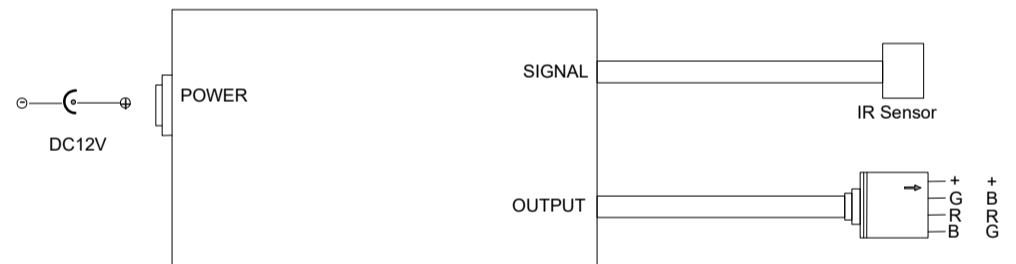 SIGNAL
POWER
IR Sensor
DC12V
OUTPUT
+ +
G B
R R
B G